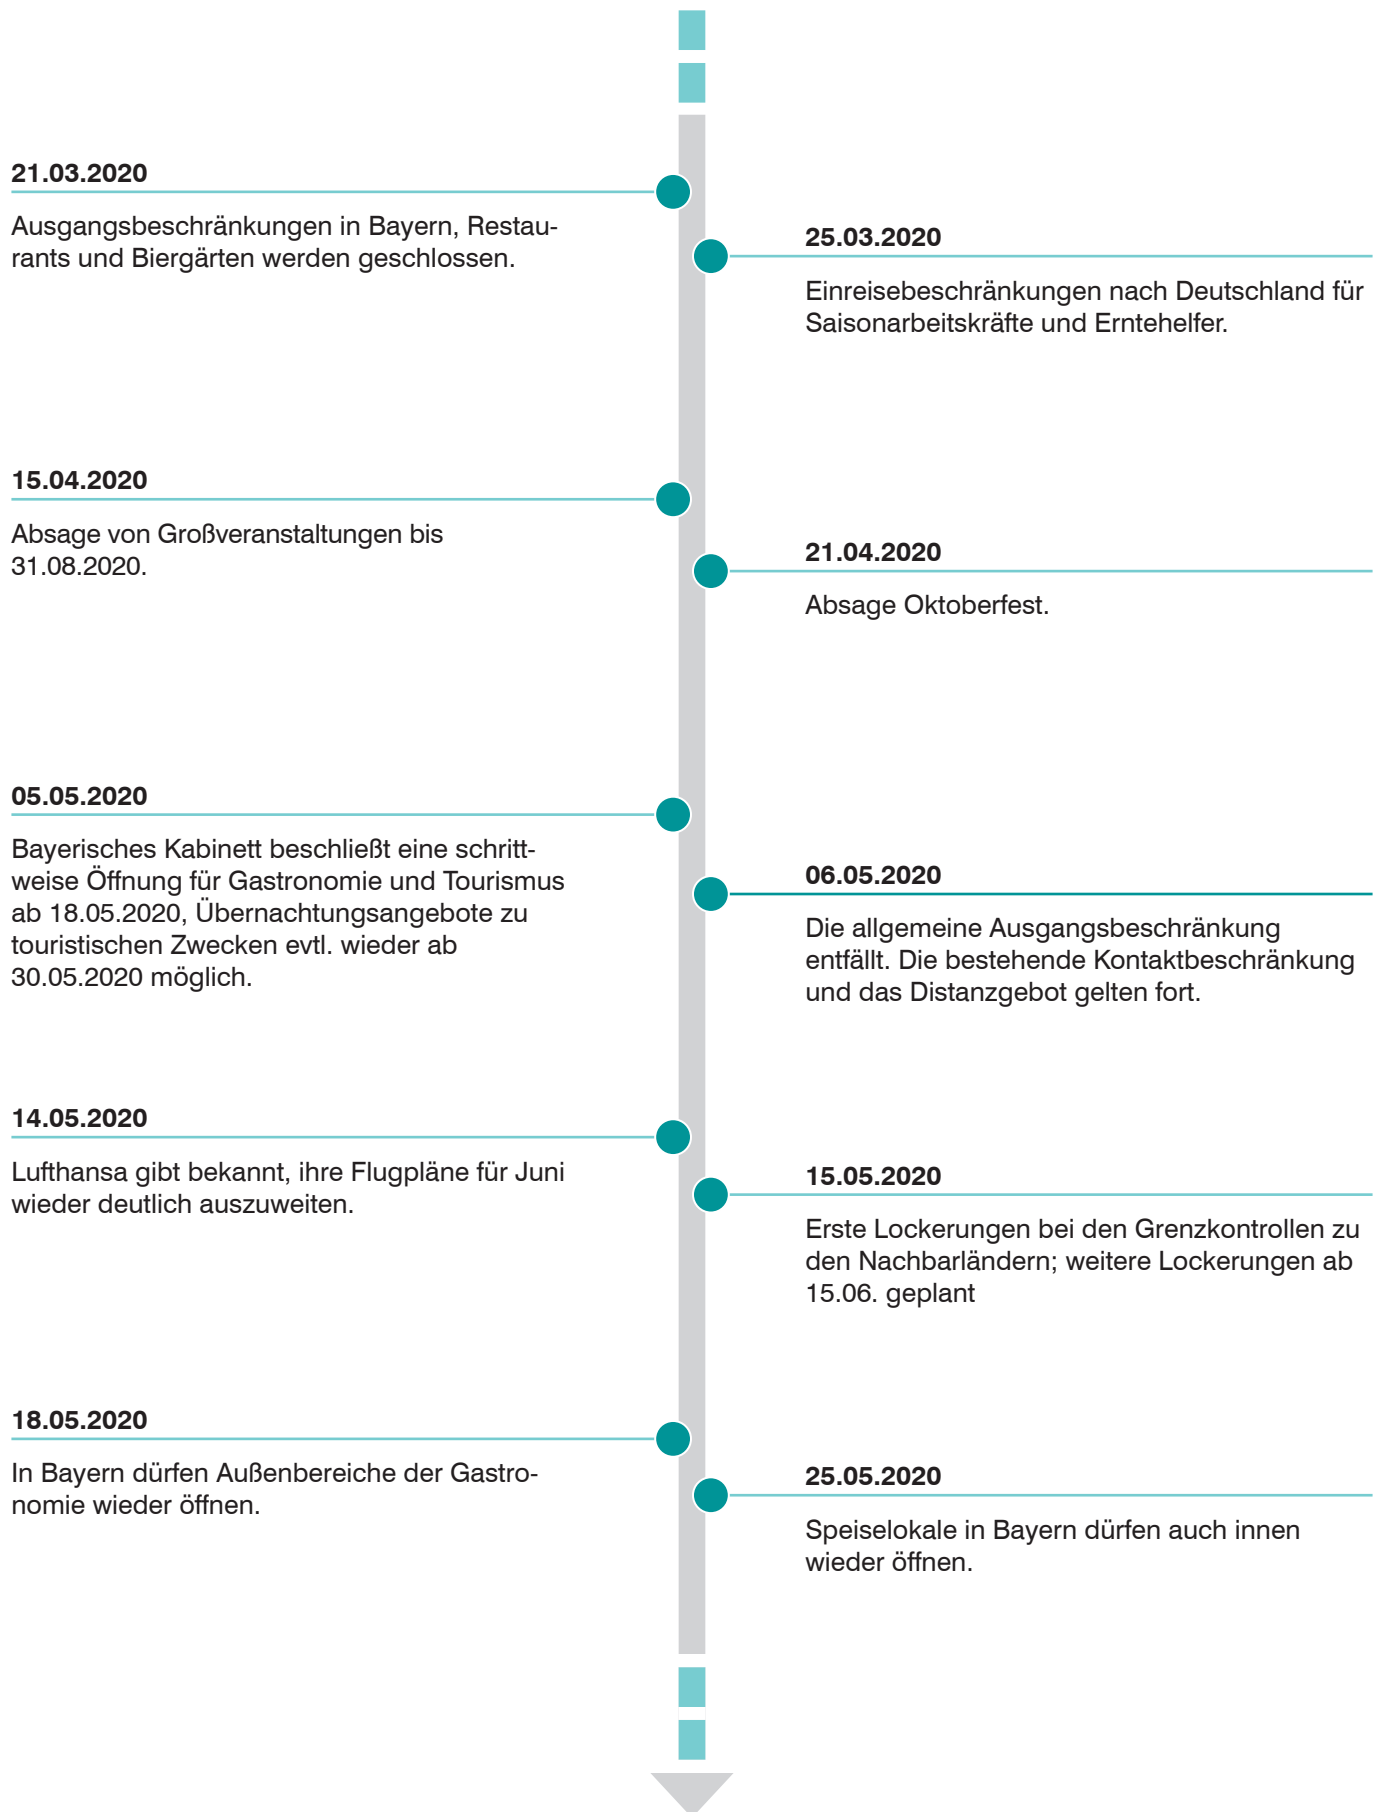 21.03.2020
Ausgangsbeschränkungen in Bayern, Restau-
rants und Biergärten werden geschlossen.
25.03.2020
Einreisebeschränkungen nach Deutschland für
Saisonarbeitskräfte und Erntehelfer.
15.04.2020
Absage von Großveranstaltungen bis
31.08.2020.
21.04.2020
Absage Oktoberfest.
05.05.2020
Bayerisches Kabinett beschließt eine schritt-
weise Öffnung für Gastronomie und Tourismus
ab 18.05.2020, Übernachtungsangebote zu
touristischen Zwecken evtl. wieder ab
30.05.2020 möglich.
06.05.2020
Die allgemeine Ausgangsbeschränkung
entfällt. Die bestehende Kontaktbeschränkung
und das Distanzgebot gelten fort.
14.05.2020
Lufthansa gibt bekannt, ihre Flugpläne für Juni
wieder deutlich auszuweiten.
15.05.2020
Erste Lockerungen bei den Grenzkontrollen zu
den Nachbarländern; weitere Lockerungen ab
15.06. geplant
18.05.2020
In Bayern dürfen Außenbereiche der Gastro-
nomie wieder öffnen.
25.05.2020
Speiselokale in Bayern dürfen auch innen
wieder öffnen.